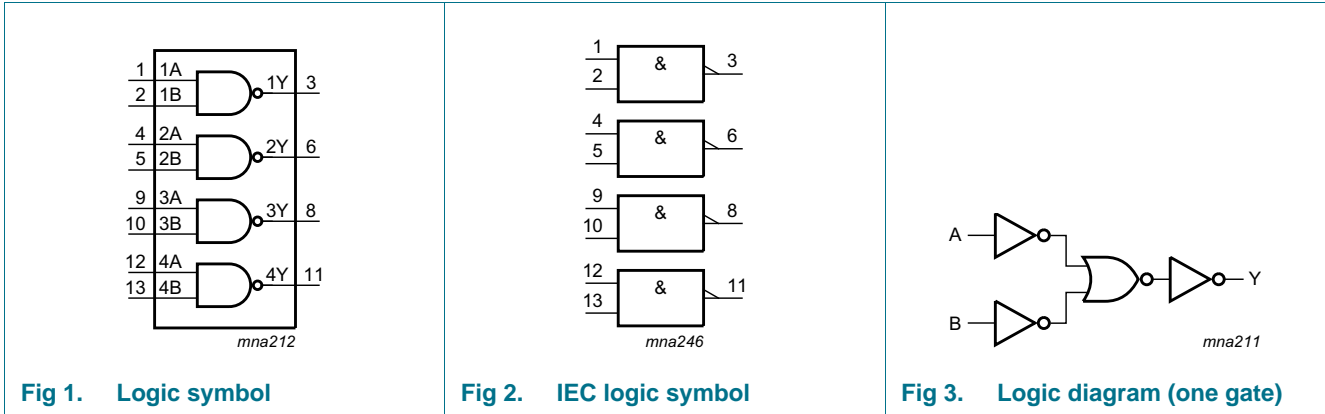 1 1A
2 1B
1Y 3
4 2A
5 2B
2Y 6
9 3A
10 3B
3Y 8
12 4A
13 4B
4Y 11
mna212
Fig 1. Logic symbol
1
2
&
3
4
5
&
6
9
10
&
8
12
13
&
11
mna246
Fig 2. IEC logic symbol
A
B
Y
mna211
Fig 3. Logic diagram (one gate)